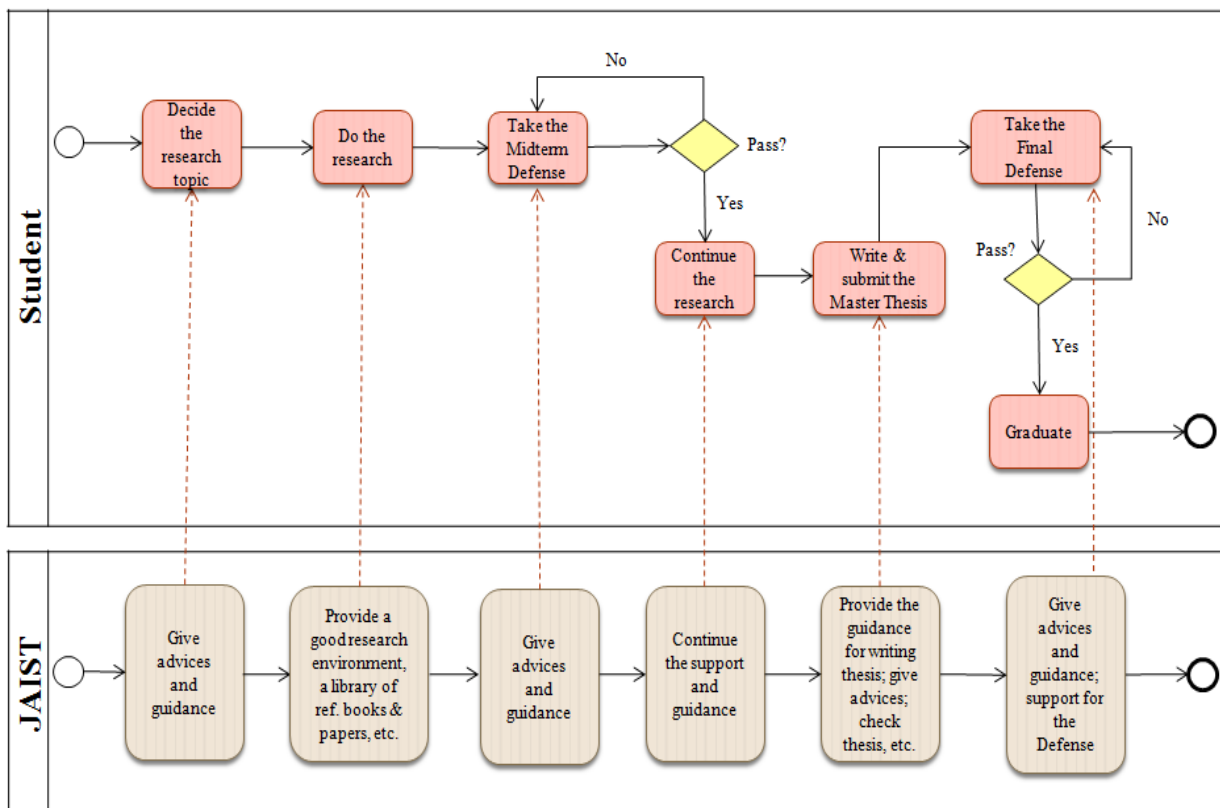 Student
Decide
the
research
topic
Do the
research
Take the
Midterm
Defense
No
Pass?
Yes
Continue
the
research
Write &
submit the
Master Thesis
Take the
Final
Defense
No
Pass?
Yes
Graduate
JAIST
Give
advices
and
guidance
Provide a
good research
environment,
a library of
ref. books &
papers, etc.
Give
advices
and
guidance
Continue
the support
and
guidance
Provide the
guidance
for writing
thesis; give
advices;
check
thesis, etc.
Give
advices
and
guidance;
support for
the
Defense